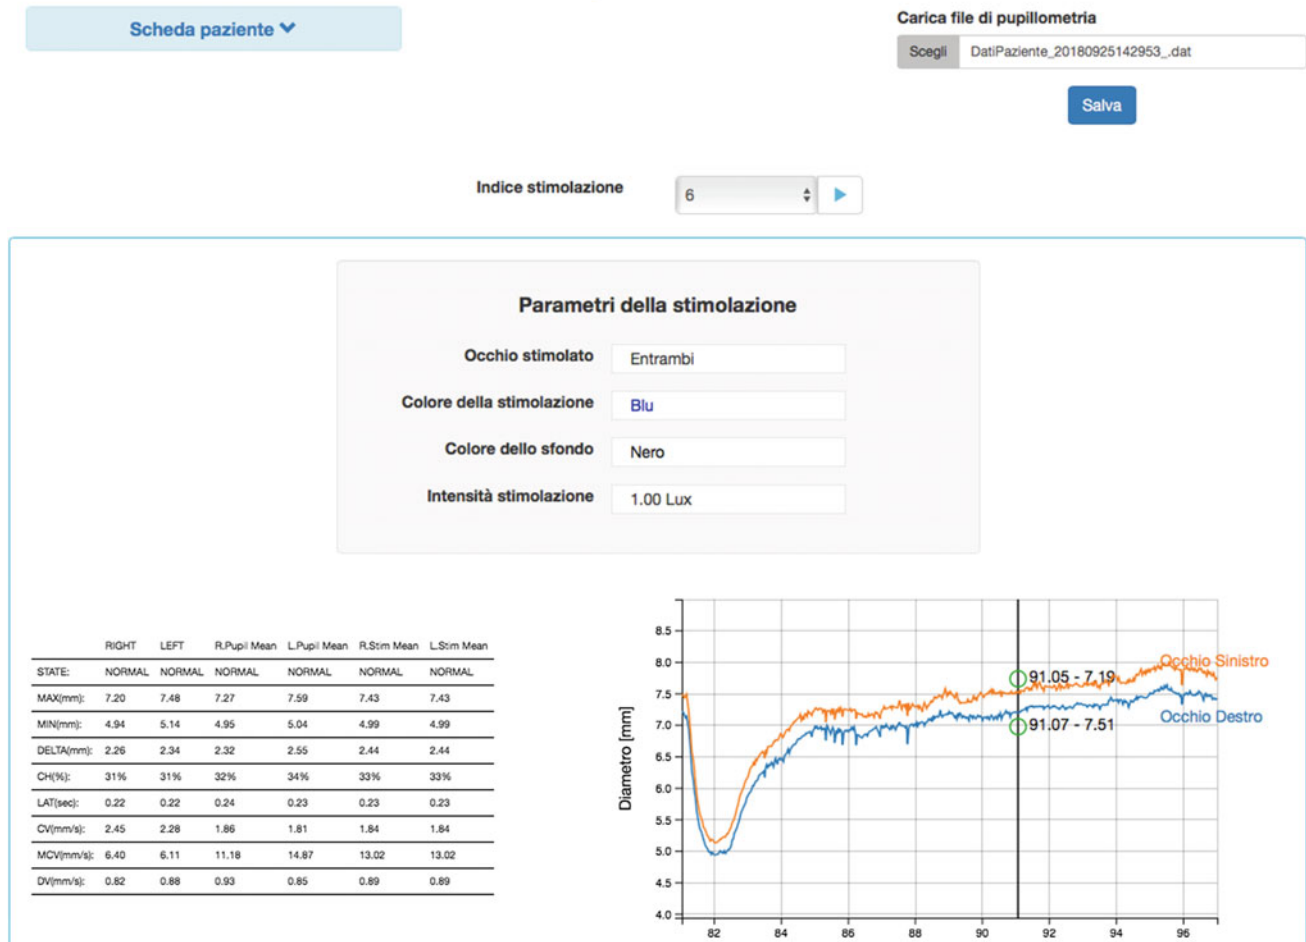 Scheda paziente
Carica file di pupillometria
Scegli DatiPaziente_20180925142953_.dat
Salva
Indice stimolazione 6
Parametri della stimolazione
Occhio stimolato Entrambi
Colore della stimolazione Blu
Colore dello sfondo Nero
Intensità stimolazione 1.00 Lux
RIGHT LEFT R.Pupil Mean L.Pupil Mean R.Stim Mean L.Stim Mean
STATE: NORMAL NORMAL NORMAL NORMAL NORMAL NORMAL
MAX(mm): 7.20 7.48 7.27 7.59 7.43 7.43
MIN(mm): 4.94 5.14 4.95 5.04 4.99 4.99
DELTA(mm): 2.26 2.34 2.32 2.55 2.44 2.44
CH(%): 31% 31% 32% 34% 33% 33%
LAT(sec): 0.22 0.22 0.24 0.23 0.23 0.23
CV(mm/s): 2.45 2.28 1.86 1.81 1.84 1.84
MCV(mm/s): 6.40 6.11 11.18 14.87 13.02 13.02
DV(mm/s): 0.82 0.88 0.93 0.85 0.89 0.89
Diametro [mm]
8.5
8.0
7.5
7.0
6.5
6.0
5.5
5.0
4.5
4.0
Occhio Sinistro
91.05 - 7.19
Occhio Destro
91.07 - 7.51
82 84 86 88 90 92 94 96